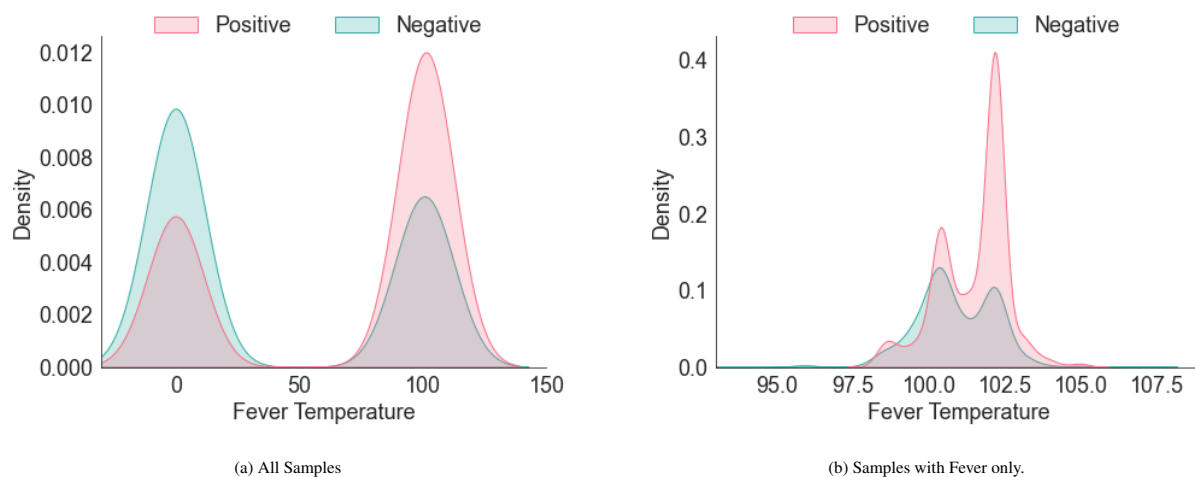 Positive Negative
0.012
0.010
0.008
0.006
0.004
0.002
0.000
Density
0 50 100 150
Fever Temperature
(a) All Samples
Positive Negative
0.4
0.3
0.2
0.1
0.0
Density
95.0 97.5 100.0 102.5 105.0 107.5
Fever Temperature
(b) Samples with Fever only.